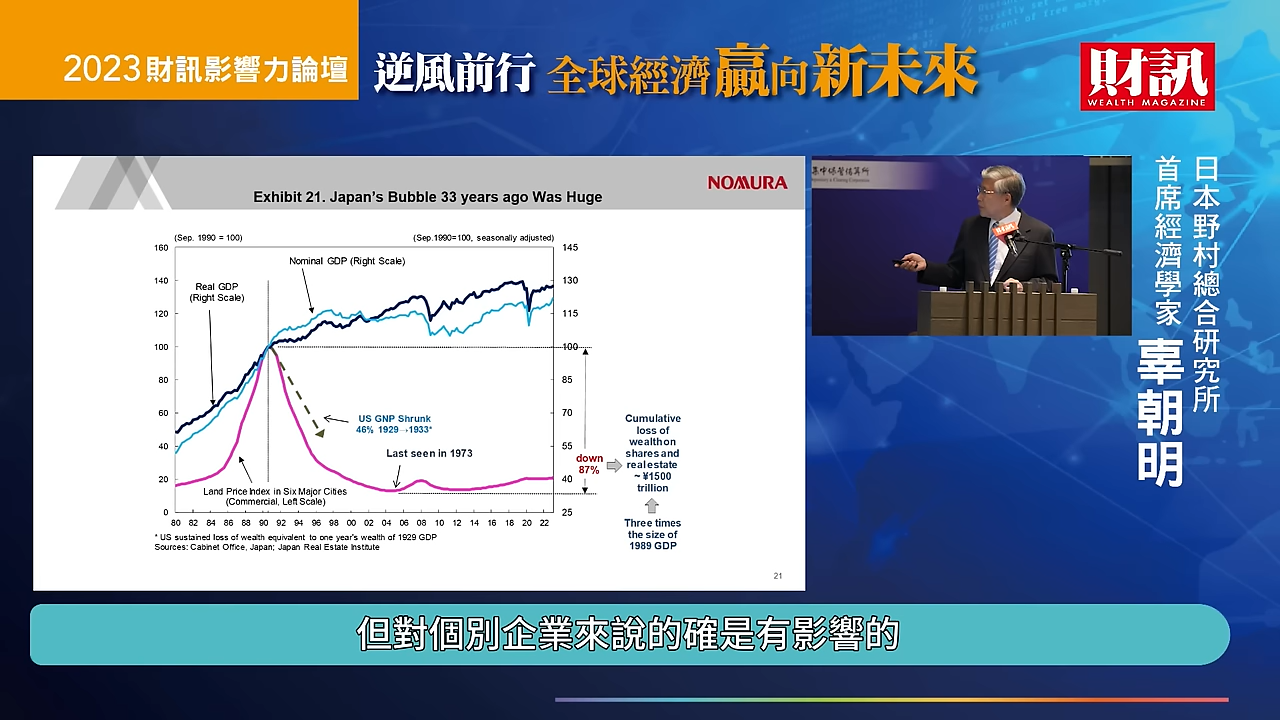 2023財訊影響力論壇
逆風前行 全球經濟贏向新未來
財訊
WEALTH MAGAZINE
NOMURA
Exhibit 21. Japan's Bubble 33 years ago Was Huge
(Sep. 1990 = 100)
(Sep.1990=100, seasonally adjusted)
160
140
120
100
80
60
40
20
0
145
130
115
100
85
70
55
40
25
Nominal GDP (Right Scale)
Real GDP
(Right Scale)
US GNP Shrunk
46% 1929→1933*
Last seen in 1973
Land Price Index in Six Major Cities
(Commercial, Left Scale)
down
87%
Cumulative
loss of
wealth on
shares and
real estate
~ ¥1500
trillion
Three times
the size of
1989 GDP
80 82 84 86 88 90 92 94 96 98 00 02 04 06 08 10 12 14 16 18 20 22
* US sustained loss of wealth equivalent to one year's wealth of 1929 GDP
Sources: Cabinet Office, Japan; Japan Real Estate Institute
21
財訊
日本野村總合研究所
首席經濟學家 辜朝明
但對個別企業來說的確是有影響的